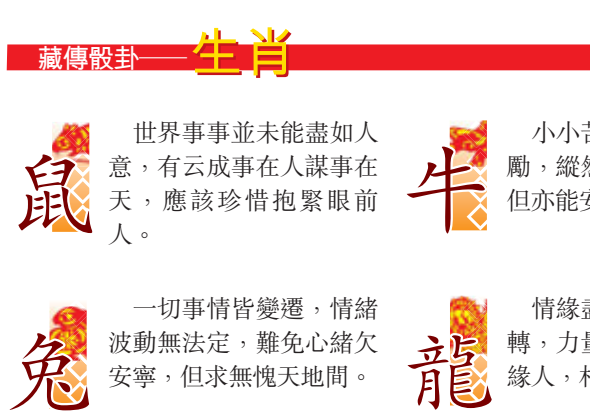 藏傳骰卦——生肖
鼠
世界事事並未能盡如人
意，有云成事在人謀事在
天，應該珍惜抱緊眼前
人。
牛
小小
勵，縱
但亦能安
兔
一切事情皆變遷，情緒
波動無法定，難免心緒欠
安寧，但求無愧天地間。
龍
情緣
轉，力
緣人，